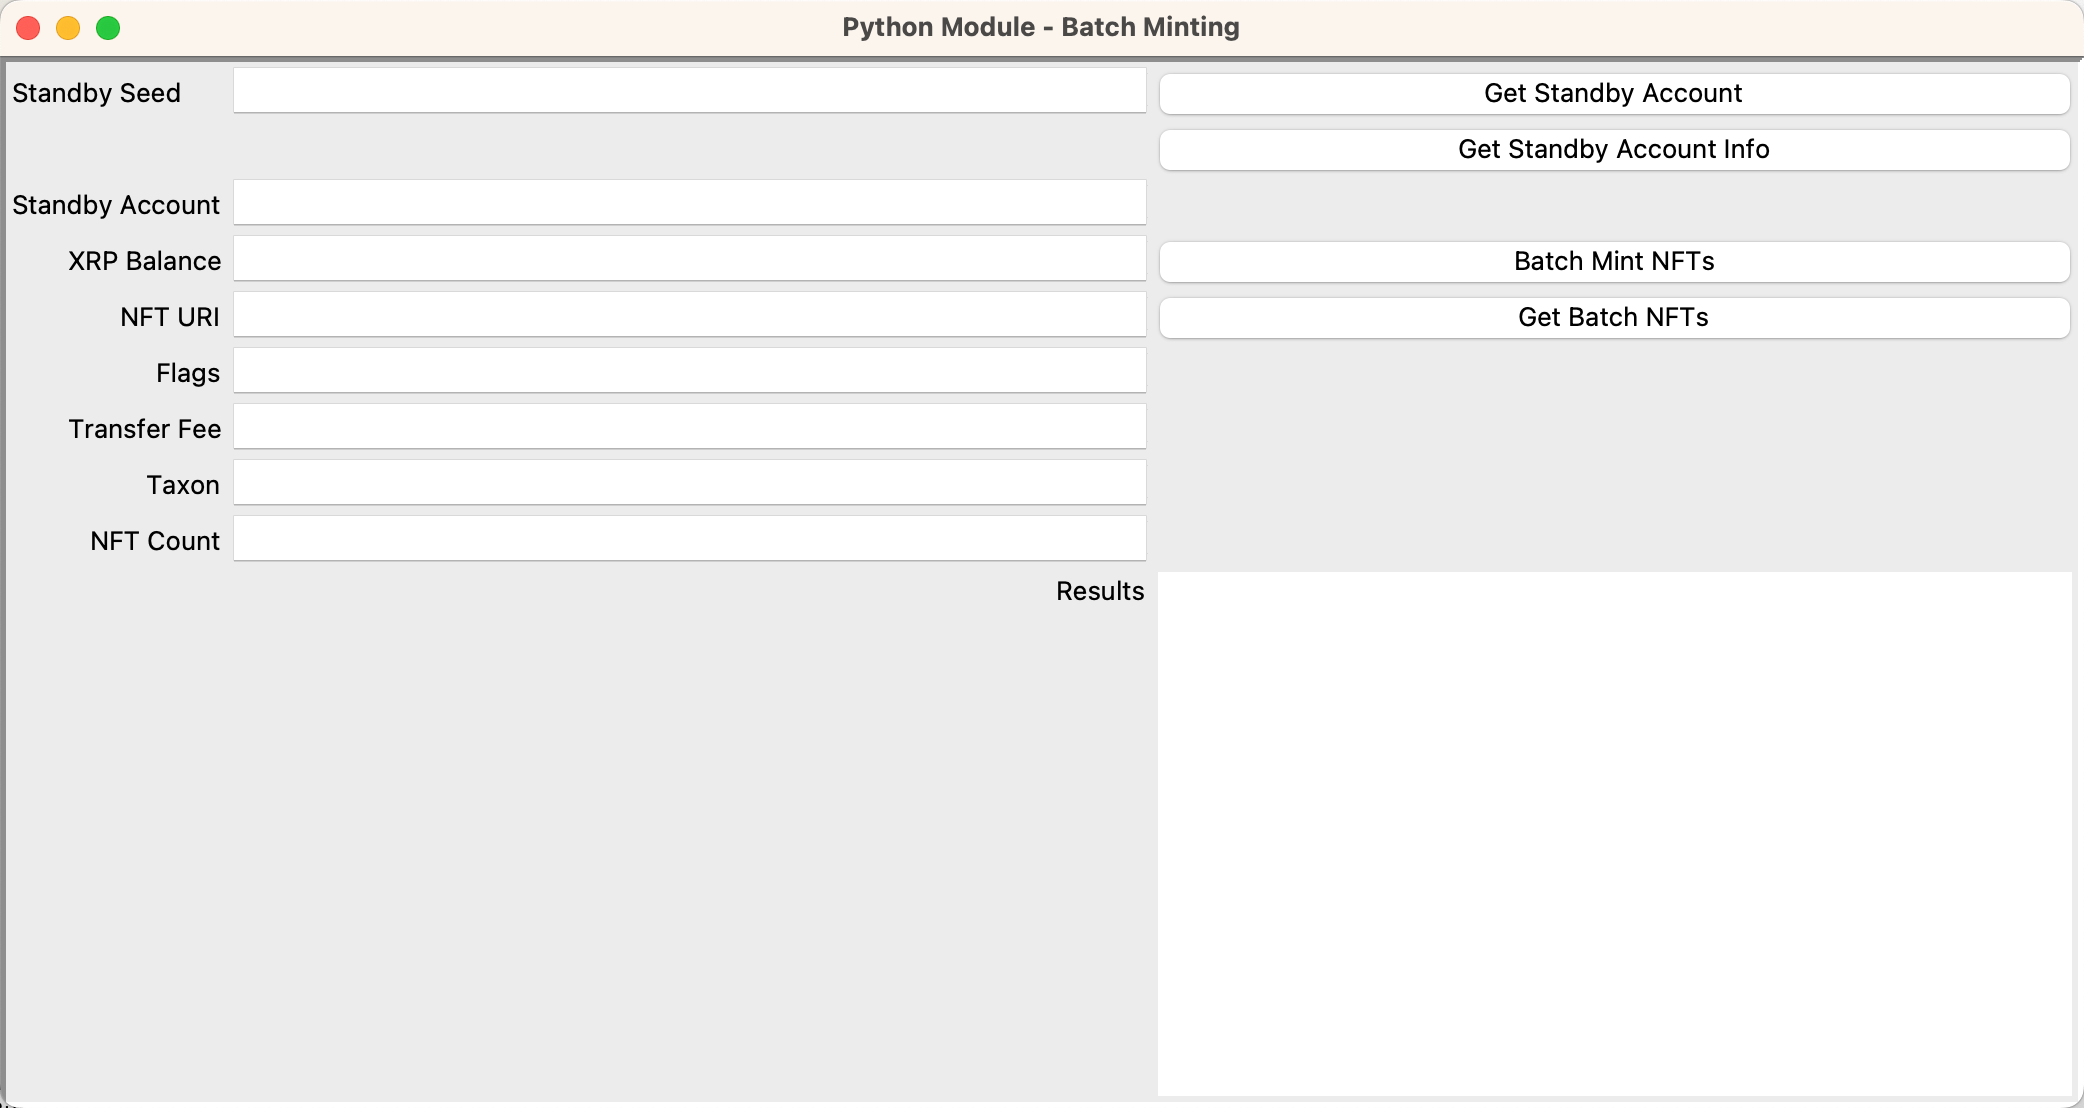 Python Module - Batch Minting
Standby Seed
Get Standby Account
Get Standby Account Info
Standby Account
XRP Balance
Batch Mint NFTs
NFT URI
Get Batch NFTs
Flags
Transfer Fee
Taxon
NFT Count
Results